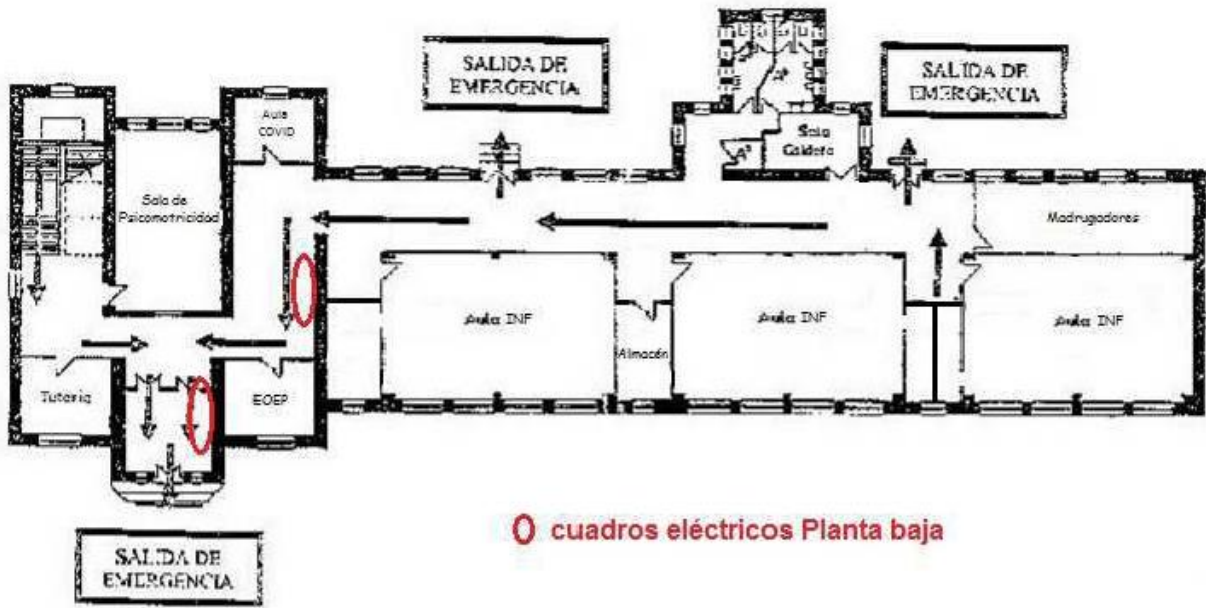 SALIDA DE
EMERGENCIA
SALIDA DE
EMERGENCIA
Aula
COVID
Sala
Caldera
Sala de
Psicomotricidad
Madrugadores
Aula INF
Aula INF
Aula INF
Almacén
Tutoria
EOEP
cuadros eléctricos Planta baja
SALIDA DE
EMERGENCIA